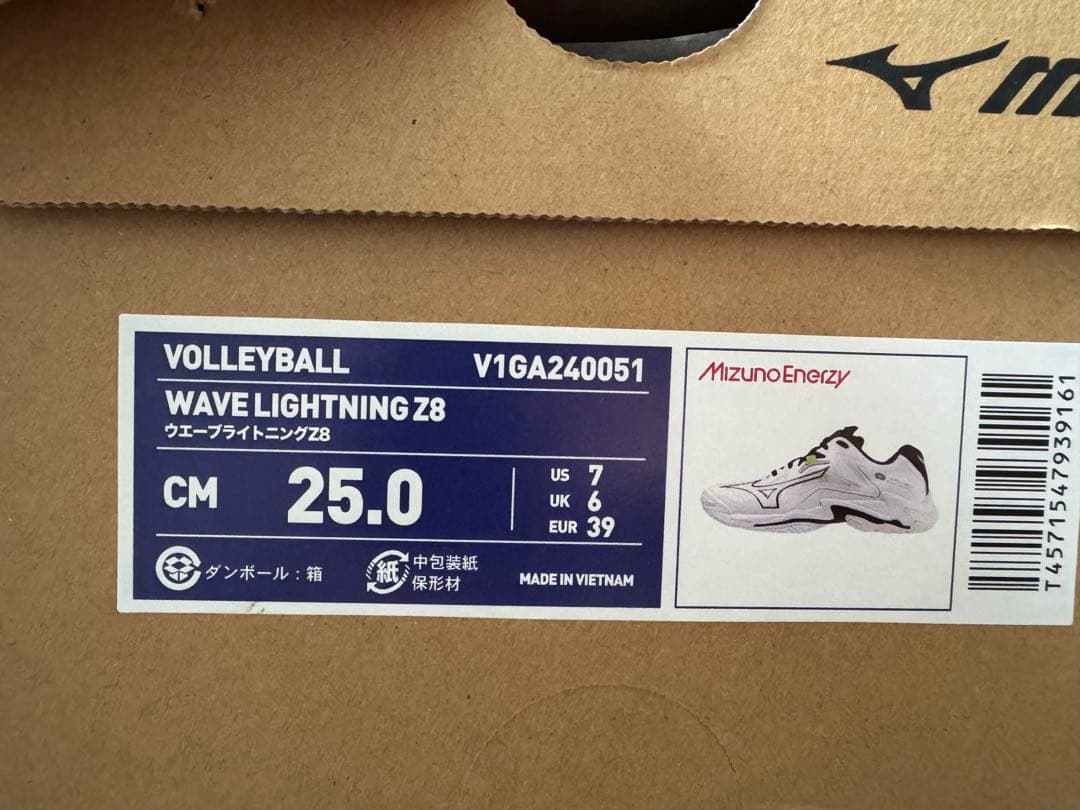 VOLLEYBALL V1GA240051
WAVE LIGHTNING Z8
ウエーブライトニングZ8
CM 25.0
US 7
UK 6
EUR 39
ダンボール：箱
紙 中包装紙
保形材
MADE IN VIETNAM
Mizuno Enerzy
T4571547939161